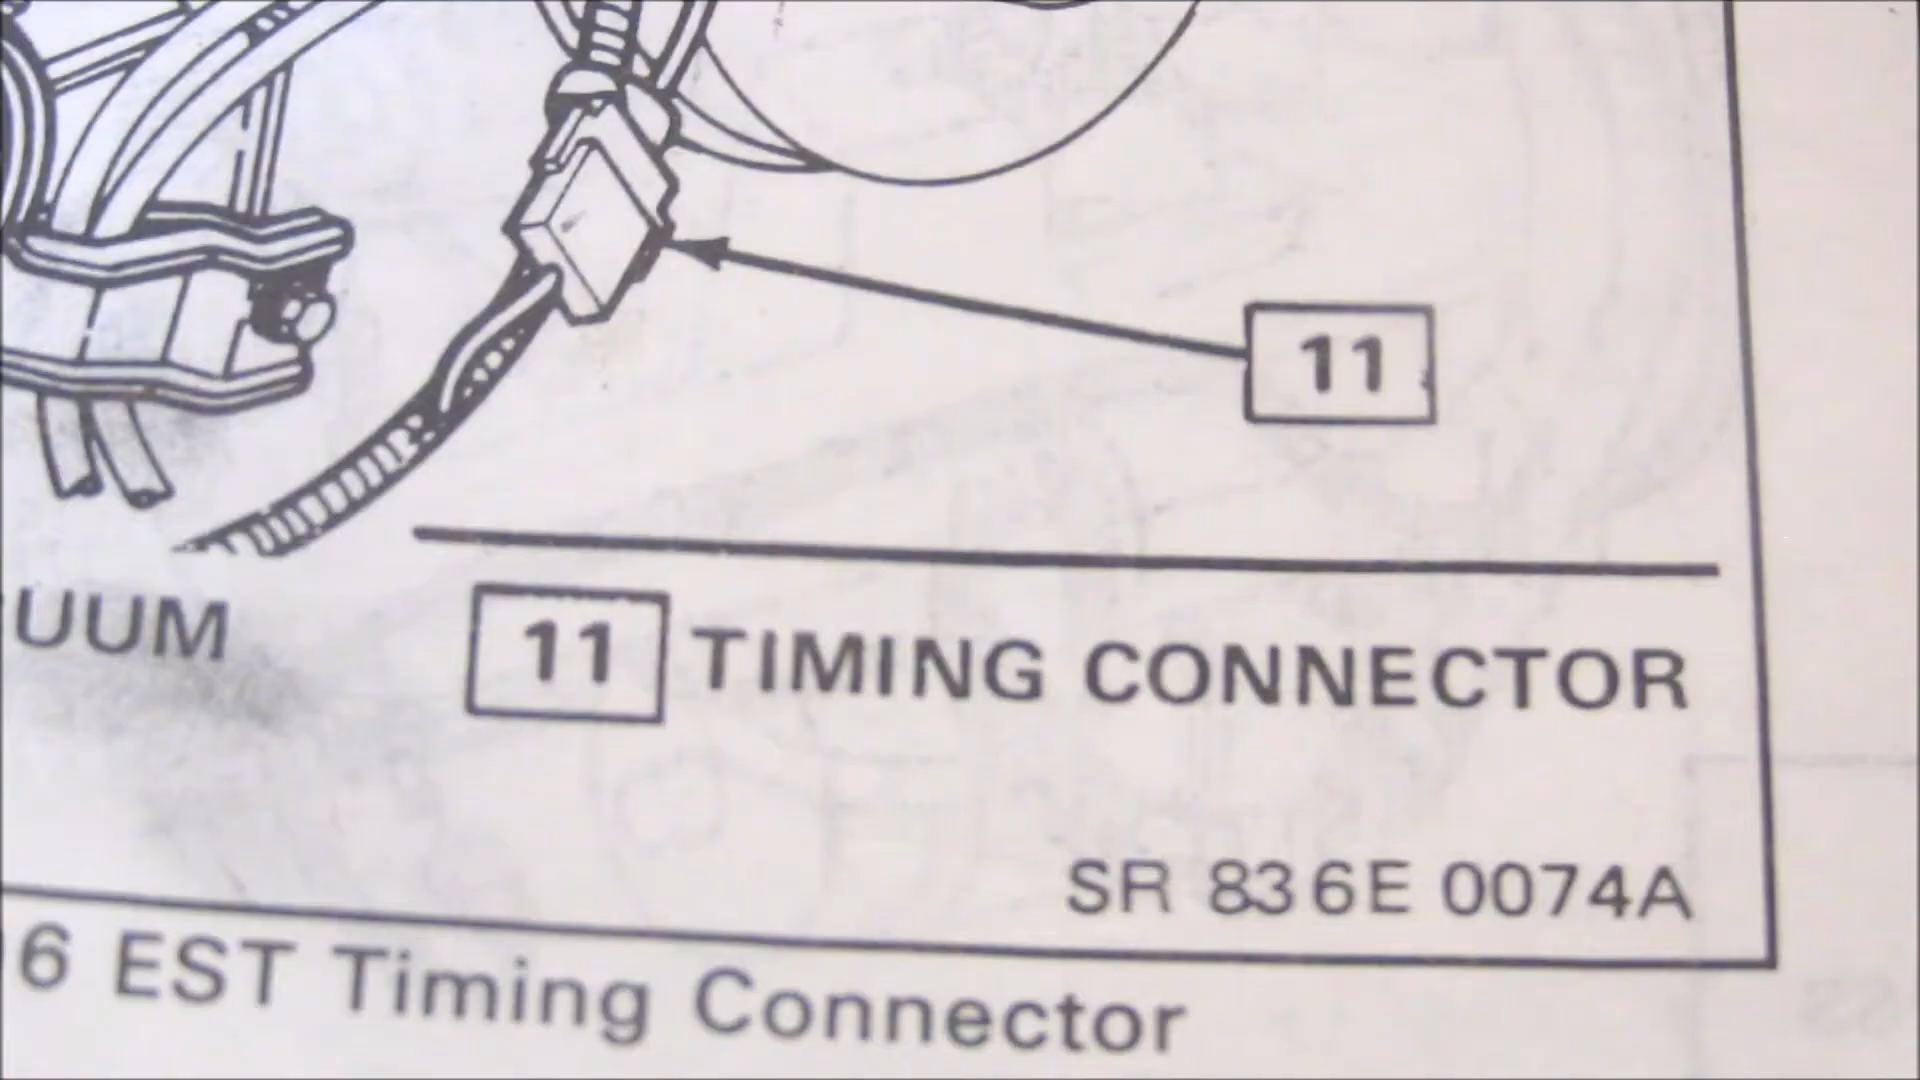 11
UUM
11 TIMING CONNECTOR
SR 836E 0074A
6 EST Timing Connector